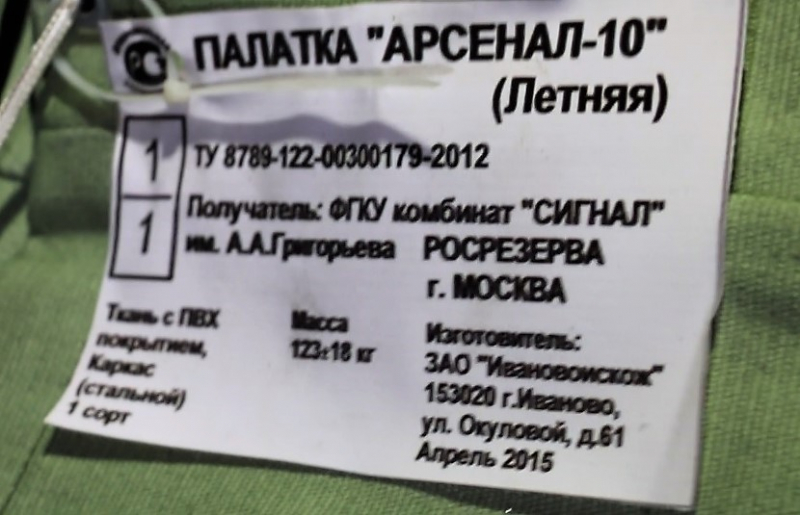 ПАЛАТКА "АРСЕНАЛ-10"
(Летняя)
1
1
ТУ 8789-122-00300179-2012
Получатель: ФГКУ комбинат "СИГНАЛ"
им. А.А.Григорьева РОСРЕЗЕРВА
г. МОСКВА
Ткань с ПВХ
покрытием,
Каркас
(стальной)
1 сорт
Масса
123±18 кг
Изготовитель:
ЗАО "Ивановоискож"
153020 г.Иваново,
ул. Окуловой, д.61
Апрель 2015